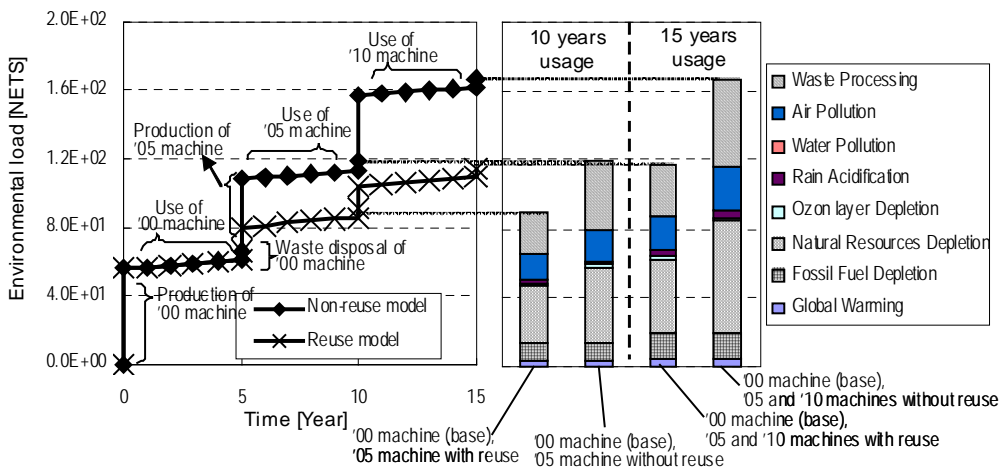 Environmental load [NETS]
2.0E+02
1.6E+02
1.2E+02
8.0E+01
4.0E+01
0.0E+00
0
5
10
15
Time [Year]
Use of
'10 machine
Use of
'05 machine
Production of
'05 machine
Use of
'00 machine
Waste disposal of
'00 machine
Production of
'00 machine
Non-reuse model
Reuse model
10 years
usage
15 years
usage
Waste Processing
Air Pollution
Water Pollution
Rain Acidification
Ozon layer Depletion
Natural Resources Depletion
Fossil Fuel Depletion
Global Warming
'00 machine (base),
'05 machine with reuse
'00 machine (base),
'05 machine without reuse
'00 machine (base),
'05 and '10 machines with reuse
'00 machine (base),
'05 and '10 machines without reuse